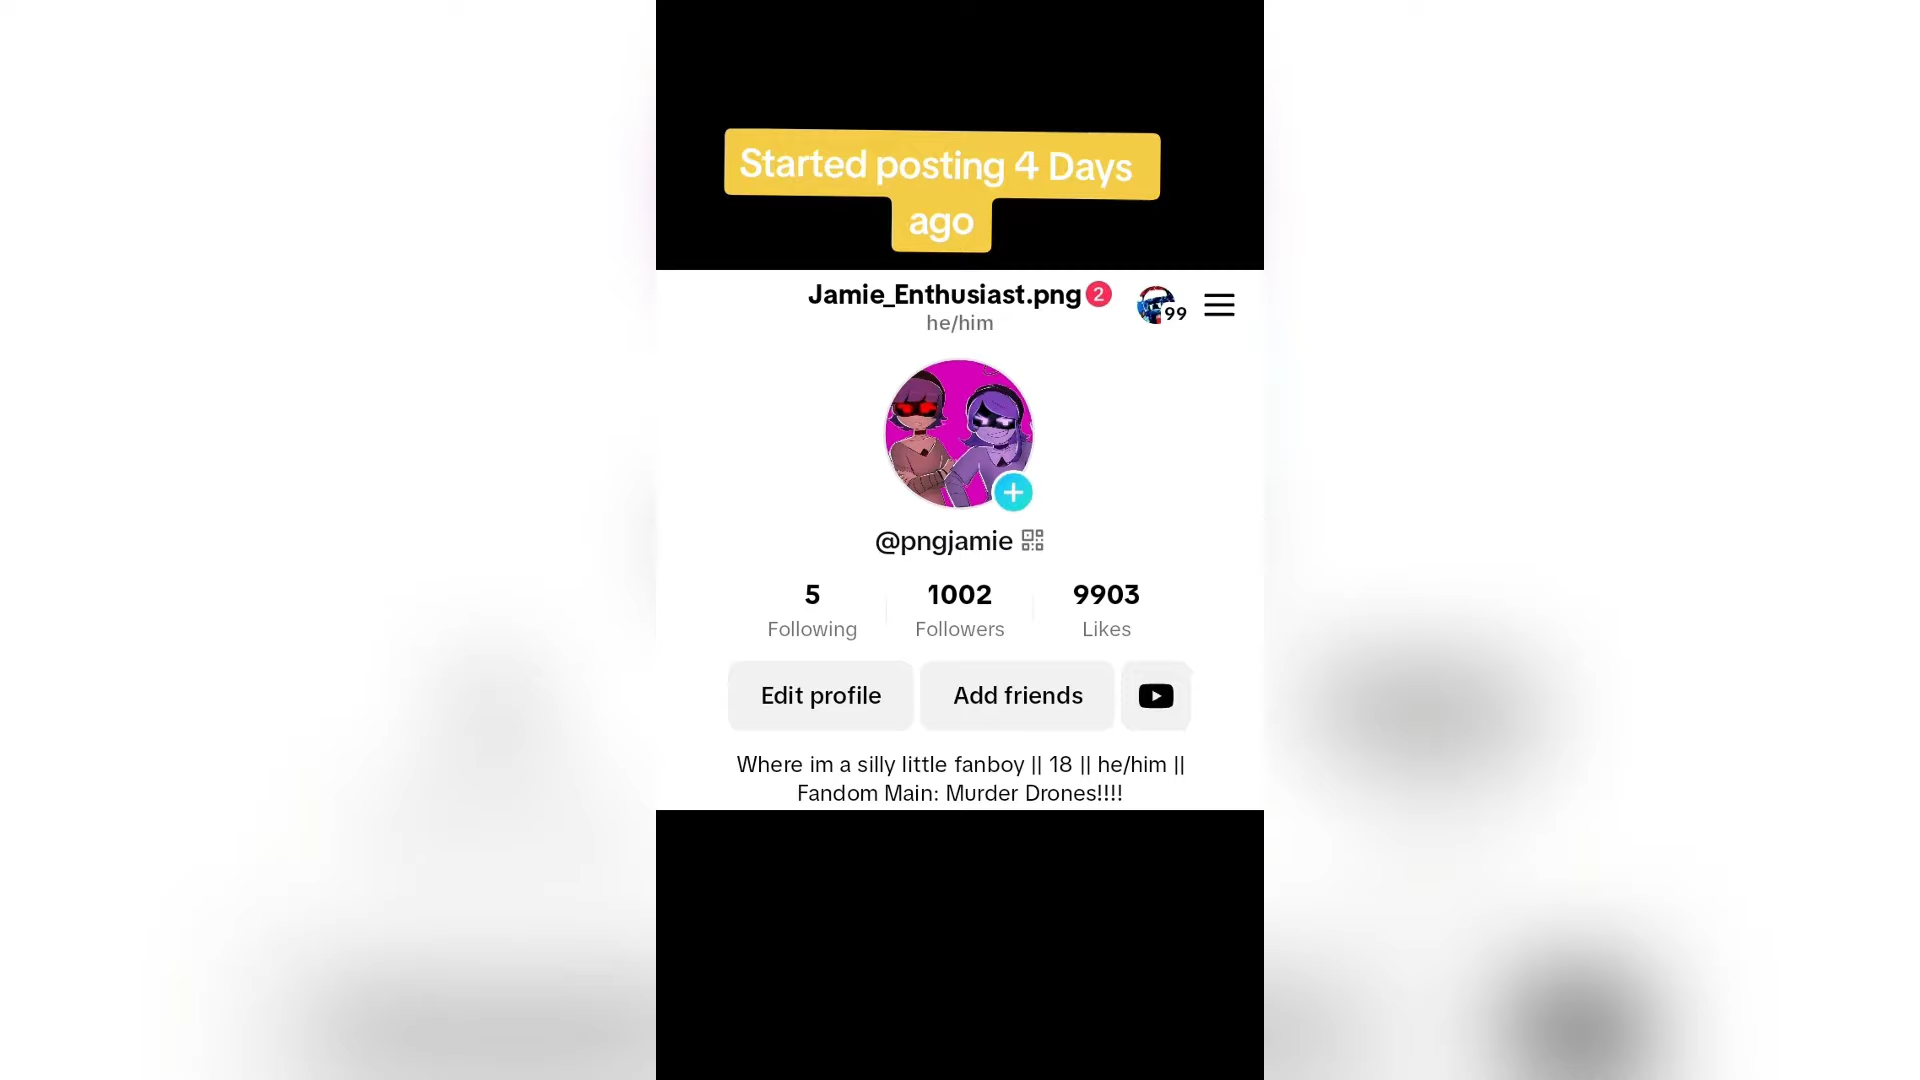 Started posting 4 Days
ago
Jamie_Enthusiast.png 2
he/him
99
@pngjamie
5 1002 9903
Following Followers Likes
Edit profile Add friends
Where im a silly little fanboy || 18 || he/him ||
Fandom Main: Murder Drones!!!!